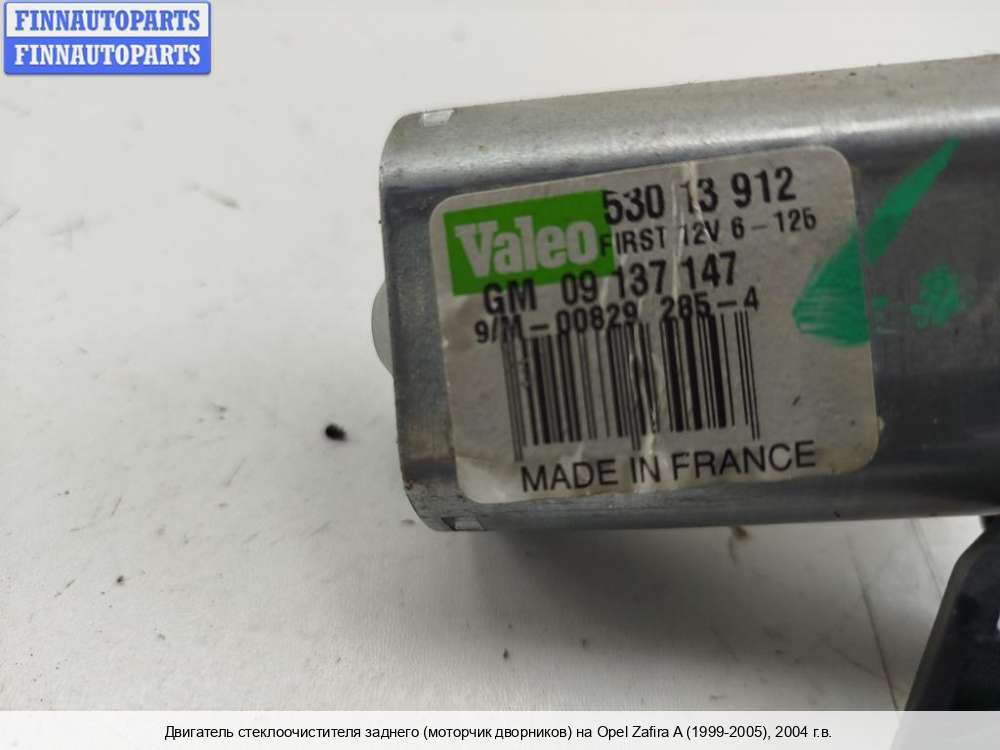 FINNAUTOPARTS
FINNAUTOPARTS
Valeo
530 13 912
FIRST 12V 6-126
GM 09 137 147
9/M-00829 285-4
MADE IN FRANCE
Двигатель стеклоочистителя заднего (моторчик дворников) на Opel Zafira A (1999-2005), 2004 г.в.